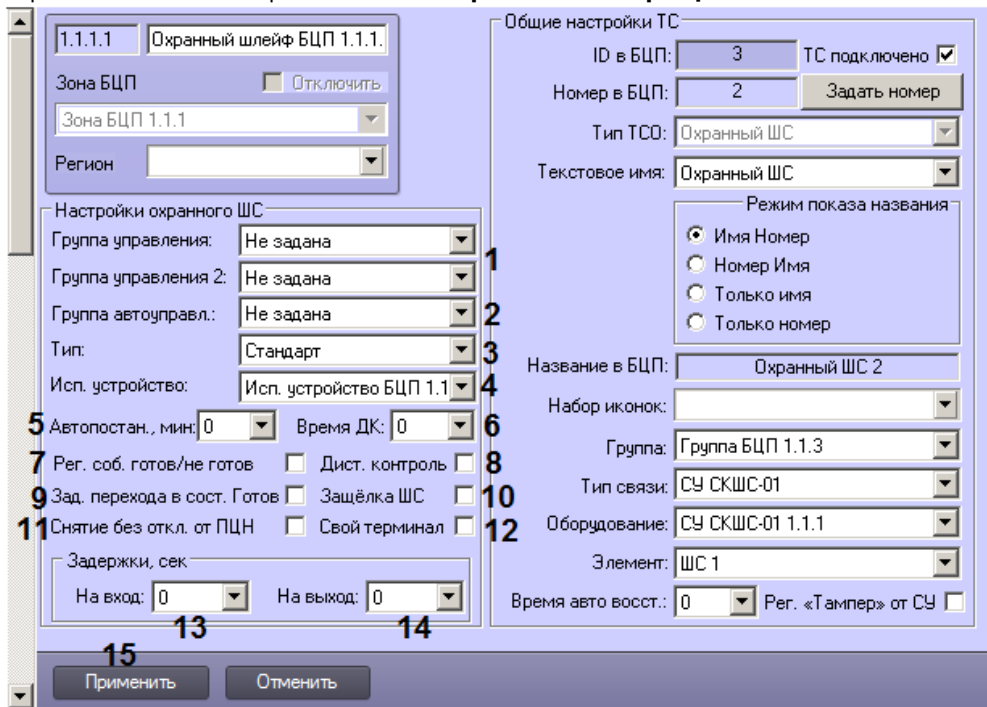 1.1.1.1 Охранный шлейф БЦП 1.1.1.
Зона БЦП Отключить
Зона БЦП 1.1.1
Регион
Настройки охранного ШС
Группа управления: Не задана
1
Группа управления 2: Не задана
Группа автоуправл.: Не задана 2
Тип: Стандарт 3
Исп. устройство: Исп. устройство БЦП 1.1 4
5 Автопостан., мин: 0 Время ДК: 0 6
7 Рег. соб. готов/не готов Дист. контроль 8
9 Зад. перехода в сост. Готов Защёлка ШС 10
11 Снятие без откл. от ПЦН Свой терминал 12
Задержки, сек
На вход: 0 На выход: 0
13 14
Общие настройки ТС
ID в БЦП: 3 ТС подключено
Номер в БЦП: 2 Задать номер
Тип ТСО: Охранный ШС
Текстовое имя: Охранный ШС
Режим показа названия
Имя Номер
Номер Имя
Только имя
Только номер
Название в БЦП: Охранный ШС 2
Набор иконок:
Группа: Группа БЦП 1.1.3
Тип связи: СУ СКШС-01
Оборудование: СУ СКШС-01 1.1.1
Элемент: ШС 1
Время авто восст.: 0 Рег. «Тампер» от СУ
15
Применить Отменить